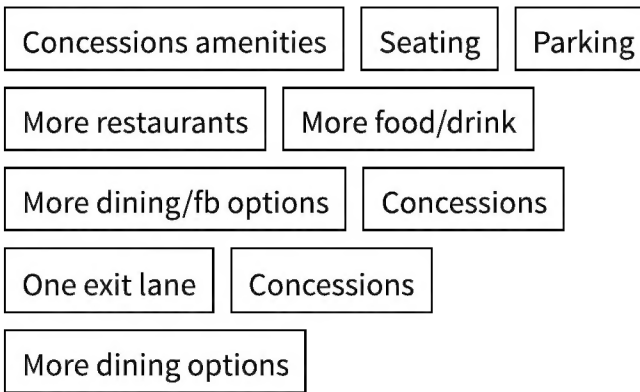 Concessions amenities Seating Parking
More restaurants More food/drink
More dining/fb options Concessions
One exit lane Concessions
More dining options